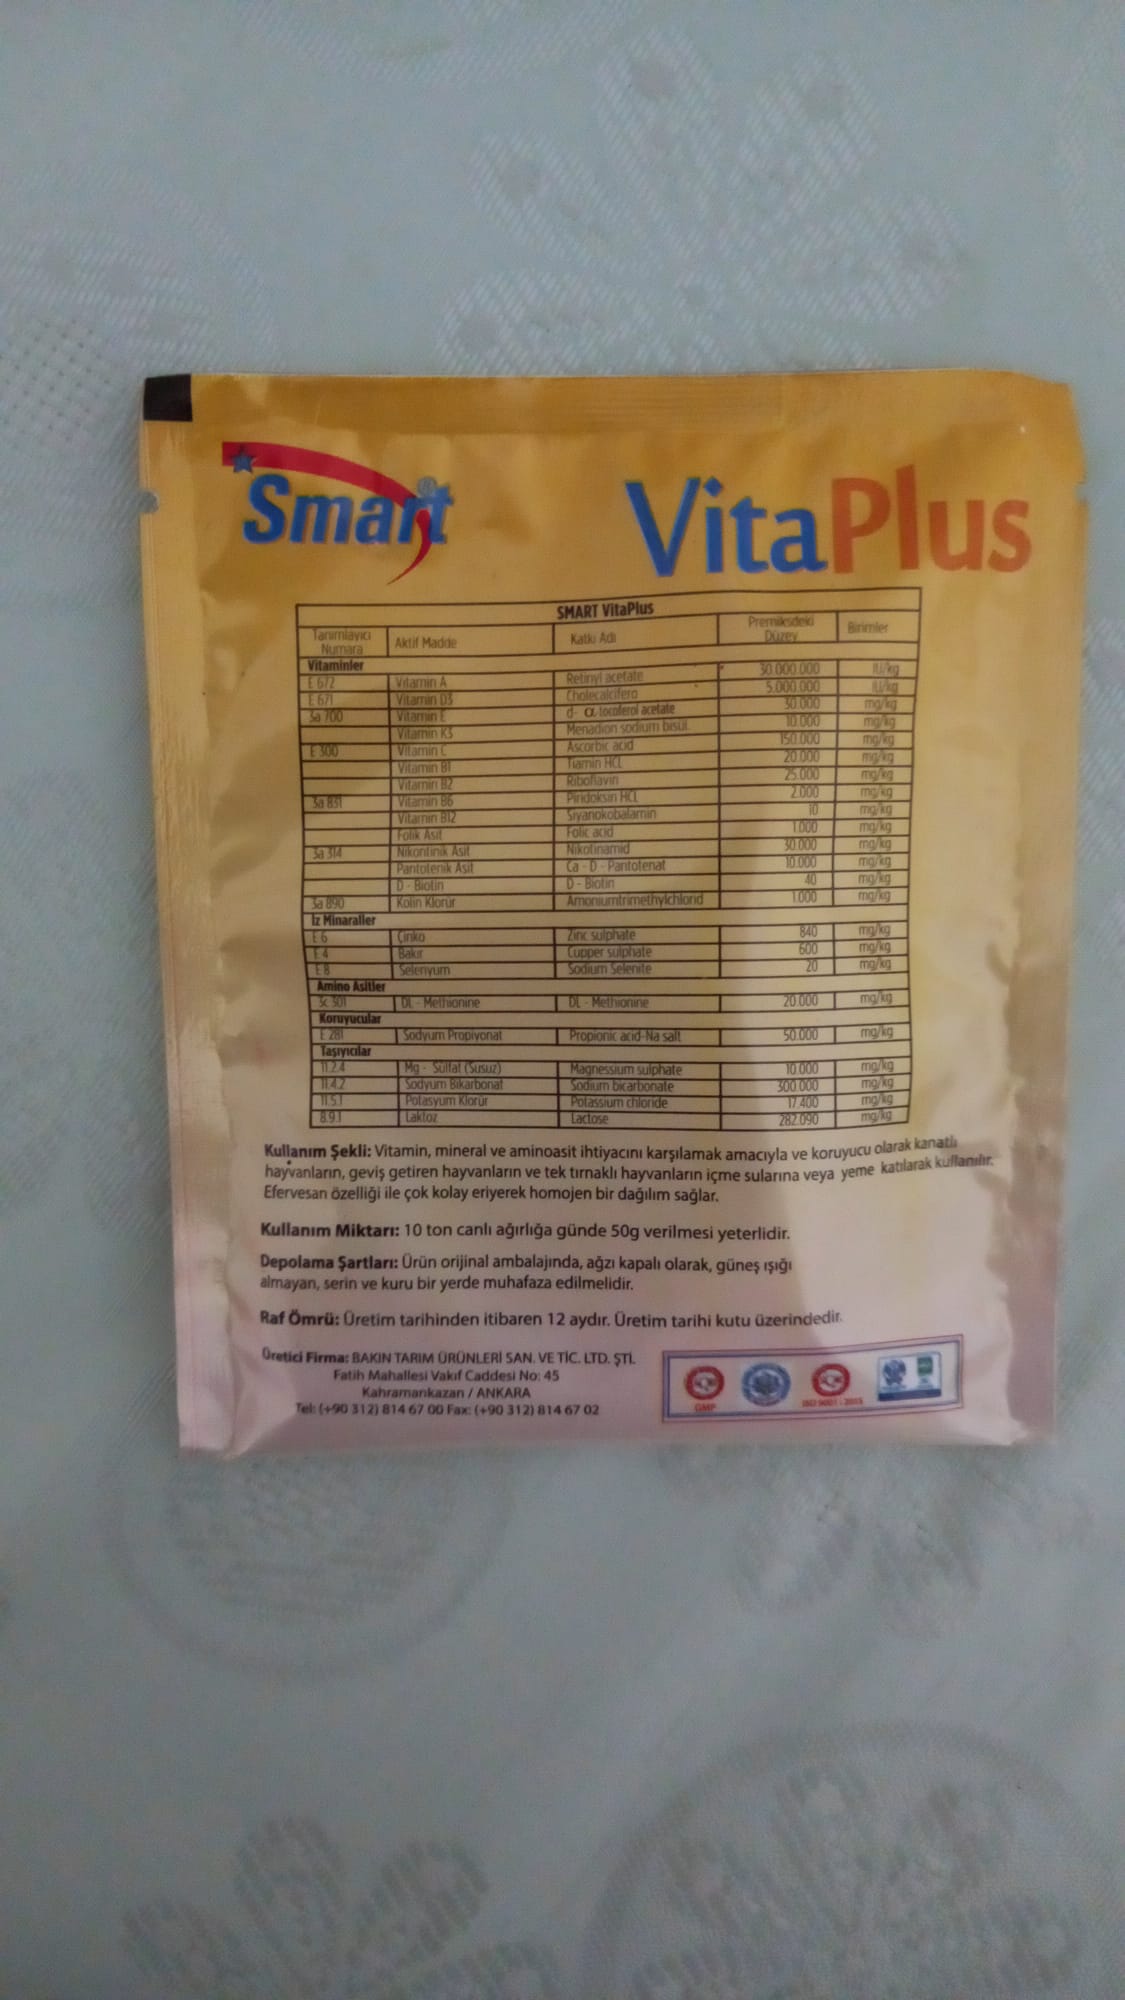 Smart®
VitaPlus
SMART VitaPlus
Tanımlayıcı Numara Aktif Madde Katkı Adı Premiksdeki Düzey Birimler
Vitaminler
E 672 Vitamin A Retinyl acetate 30.000.000 IU/kg
E 671 Vitamin D3 Cholecalcifero 5.000.000 IU/kg
3a 700 Vitamin E d- α tocoferol acetate 30.000 mg/kg
Vitamin K3 Menadion sodium bisul. 10.000 mg/kg
E 300 Vitamin C Ascorbic acid 150.000 mg/kg
Vitamin B1 Tiamin HCL 20.000 mg/kg
Vitamin B2 Riboflavin 25.000 mg/kg
3a 831 Vitamin B6 Piridoksin HCL 2.000 mg/kg
Vitamin B12 Siyanokobalamin 10 mg/kg
Folik Asit Folic acid 1.000 mg/kg
3a 314 Nikontinik Asit Nikotinamid 30.000 mg/kg
Pantotenik Asit Ca - D - Pantotenat 10.000 mg/kg
D - Biotin D - Biotin 40 mg/kg
3a 890 Kolin Klorür Amoniumtrimethylchlorid 1.000 mg/kg
İz Minaraller
E 6 Çinko Zinc sulphate 840 mg/kg
E 4 Bakır Cupper sulphate 600 mg/kg
E 8 Selenyum Sodium Selenite 20 mg/kg
Amino Asitler
3c 301 DL - Methionine DL - Methionine 20.000 mg/kg
Koruyucular
E 281 Sodyum Propiyonat Propionic acid-Na salt 50.000 mg/kg
Taşıyıcılar
11.2.4 Mg - Sülfat (Susuz) Magnessium sulphate 10.000 mg/kg
11.4.2 Sodyum Bikarbonat Sodium bicarbonate 300.000 mg/kg
11.5.1 Potasyum Klorür Potassium chloride 17.400 mg/kg
8.9.1 Laktoz Lactose 282.090 mg/kg
Kullanım Şekli: Vitamin, mineral ve aminoasit ihtiyacını karşılamak amacıyla ve koruyucu olarak kanatlı
hayvanların, geviş getiren hayvanların ve tek tırnaklı hayvanların içme sularına veya yeme katılarak kullanılır.
Efervesan özelliği ile çok kolay eriyerek homojen bir dağılım sağlar.
Kullanım Miktarı: 10 ton canlı ağırlığa günde 50g verilmesi yeterlidir.
Depolama Şartları: Ürün orijinal ambalajında, ağzı kapalı olarak, güneş ışığı
almayan, serin ve kuru bir yerde muhafaza edilmelidir.
Raf Ömrü: Üretim tarihinden itibaren 12 aydır. Üretim tarihi kutu üzerindedir.
Üretici Firma: BAKIN TARIM ÜRÜNLERİ SAN. VE TİC. LTD. ŞTİ.
Fatih Mahallesi Vakıf Caddesi No: 45
Kahramankazan / ANKARA
Tel: (+90 312) 814 67 00 Fax: (+90 312) 814 67 02
GMP
ISO 9001 : 2015